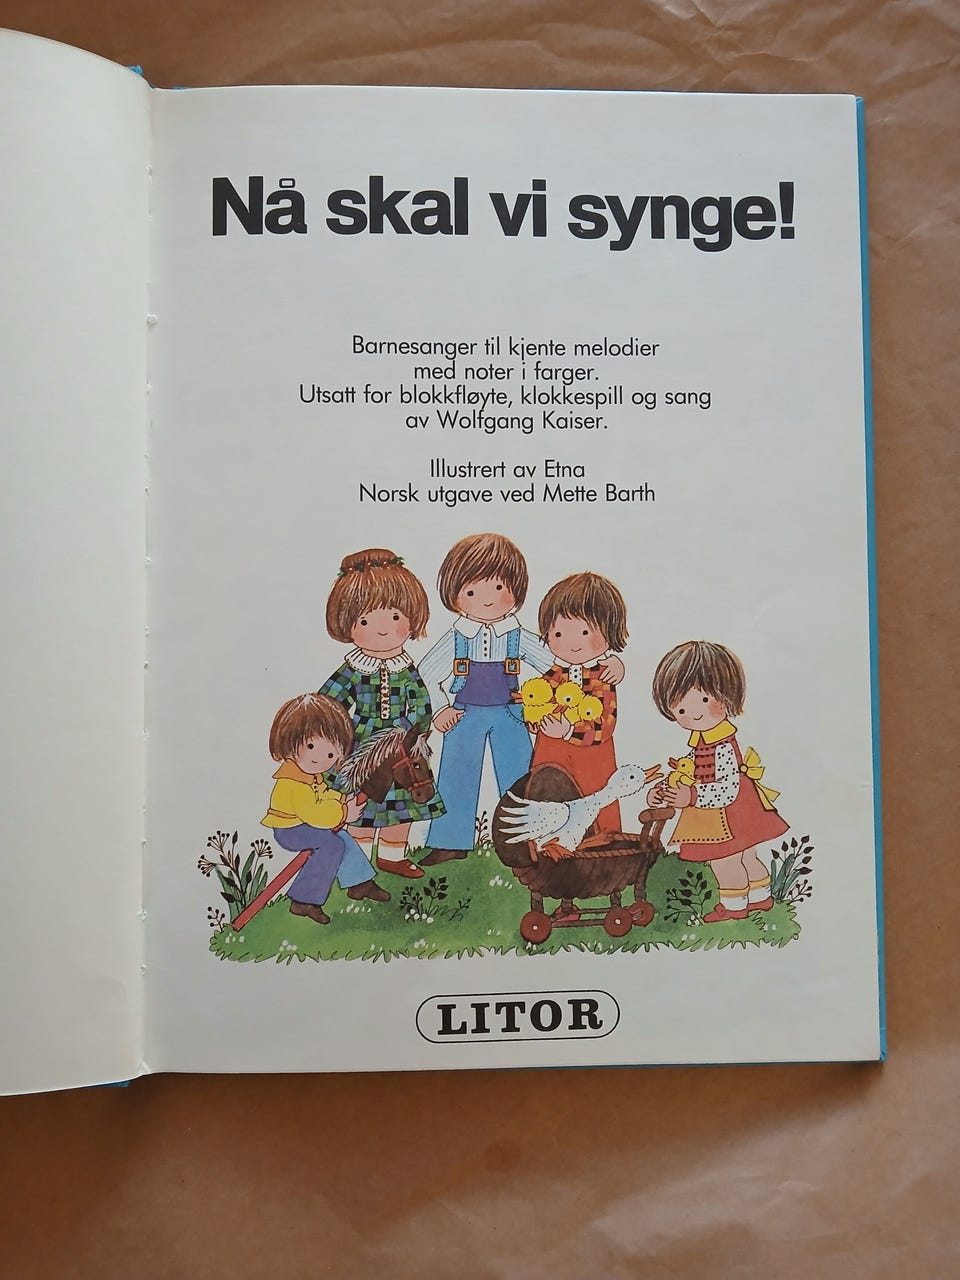 Nå skal vi synge!
Barnesanger til kjente melodier
med noter i farger.
Utsatt for blokkfløyte, klokkespill og sang
av Wolfgang Kaiser.
Illustrert av Etna
Norsk utgave ved Mette Barth
LITOR